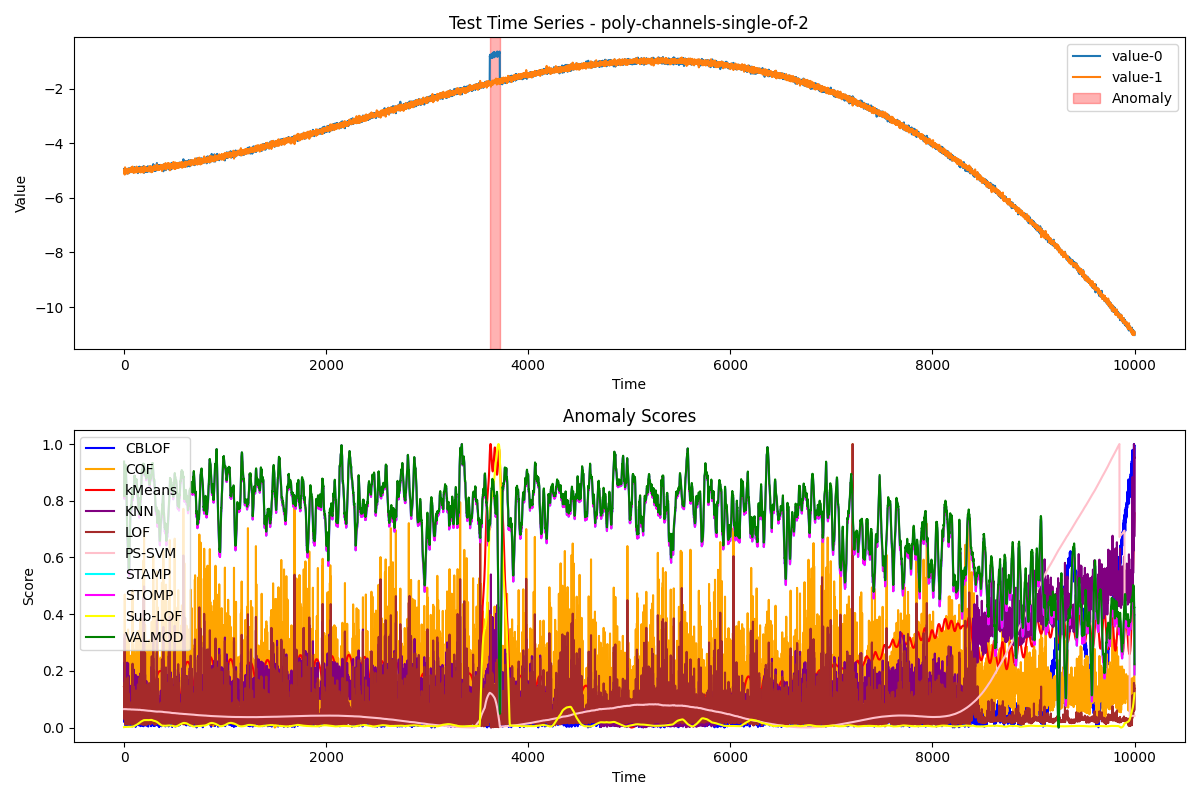 Test Time Series - poly-channels-single-of-2
value-0
value-1
Anomaly
Value
−2
−4
−6
−8
−10
0 2000 4000 6000 8000 10000
Time
Anomaly Scores
CBLOF
COF
kMeans
KNN
LOF
PS-SVM
STAMP
STOMP
Sub-LOF
VALMOD
Score
1.0
0.8
0.6
0.4
0.2
0.0
0 2000 4000 6000 8000 10000
Time